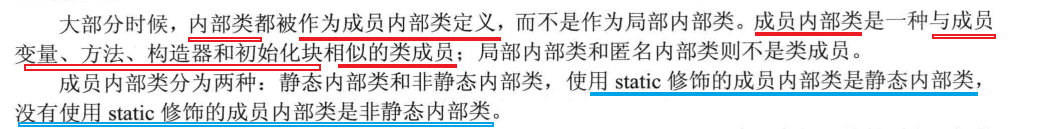 大部分时候，内部类都被作为成员内部类定义，而不是作为局部内部类。成员内部类是一种与成员
变量、方法、构造器和初始化块相似的类成员；局部内部类和匿名内部类则不是类成员。
成员内部类分为两种：静态内部类和非静态内部类，使用 static 修饰的成员内部类是静态内部类，
没有使用 static 修饰的成员内部类是非静态内部类。